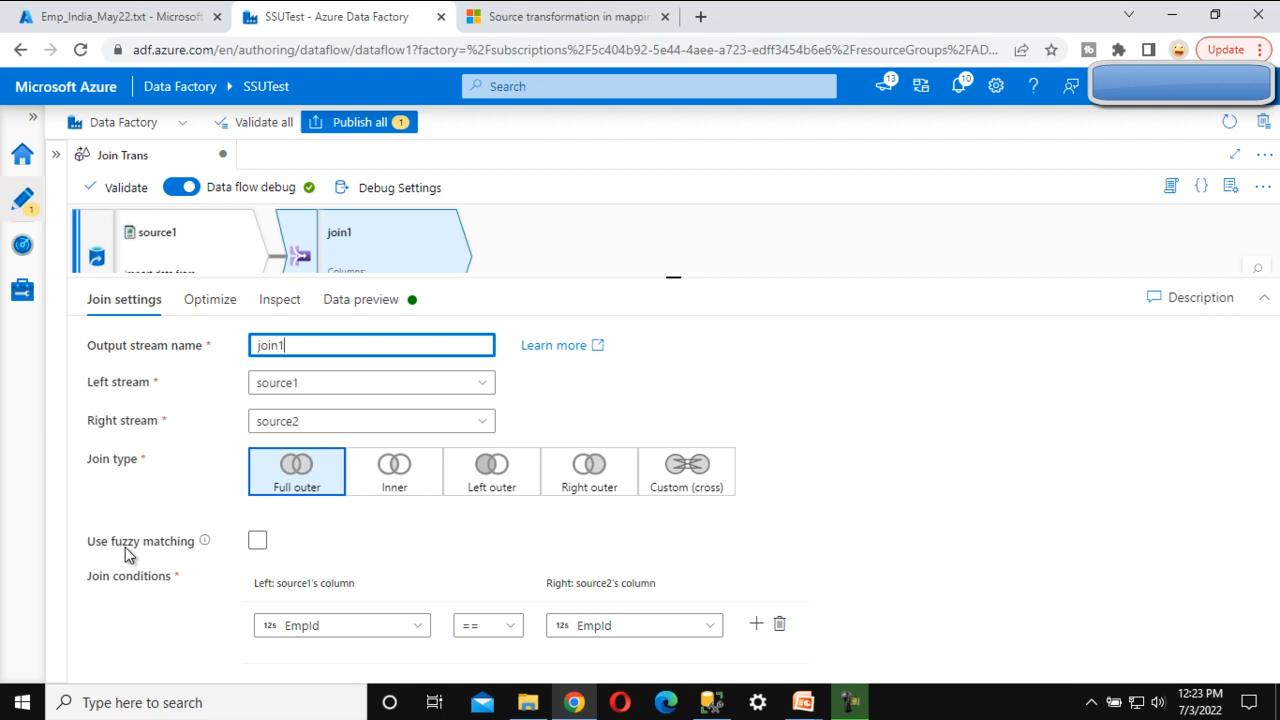 Emp_India_May22.txt - Microsoft
SSUTest - Azure Data Factory
Source transformation in mappin
adf.azure.com/en/authoring/dataflow/dataflow1?factory=%2Fsubscriptions%2F5c404b92-5e44-4aee-a723-edff3454b6e6%2FresourceGroups%2FAD...
Update
Microsoft Azure
Data Factory
SSUTest
Search
13
10
Data Factory
Validate all
Publish all
1
Join Trans
Validate
Data flow debug
Debug Settings
1
source1
join1
Columns:
Join settings
Optimize
Inspect
Data preview
Description
Output stream name *
join1
Learn more
Left stream *
source1
Right stream *
source2
Join type *
Full outer
Inner
Left outer
Right outer
Custom (cross)
Use fuzzy matching
Join conditions *
Left: source1's column
Right: source2's column
12s EmpId
==
12s EmpId
Type here to search
12:23 PM
7/3/2022